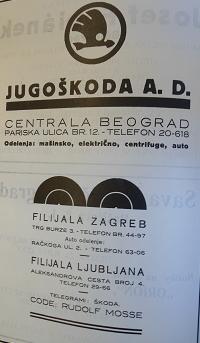 JUGOŠKODA A. D.
CENTRALA BEOGRAD
PARISKA ULICA BR. 12. - TELEFON 20-618
Odelenja: mašinsko, električno, centrifuge, auto
FILIJALA ZAGREB
TRG BURZE 3. - TELEFON BR. 44-97
Auto odelenje:
RAČKOGA UL. 2. - TELEFON 63-06
FILIJALA LJUBLJANA
ALEKSANDROVA CESTA BROJ 4.
TELEFON 29-66
TELEGRAMI: ŠKODA.
CODE: RUDOLF MOSSE